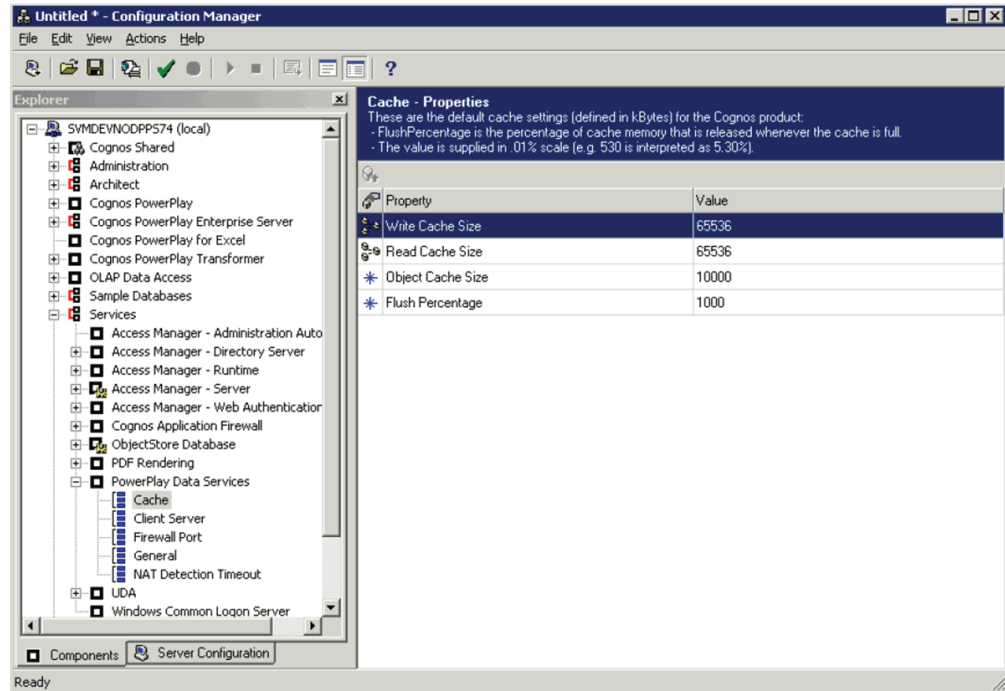 Untitled * - Configuration Manager
File Edit View Actions Help
?
Explorer
SVMDEVNODPPS74 (local)
Cognos Shared
Administration
Architect
Cognos PowerPlay
Cognos PowerPlay Enterprise Server
Cognos PowerPlay for Excel
Cognos PowerPlay Transformer
OLAP Data Access
Sample Databases
Services
Access Manager - Administration Auto
Access Manager - Directory Server
Access Manager - Runtime
Access Manager - Server
Access Manager - Web Authentication
Cognos Application Firewall
ObjectStore Database
PDF Rendering
PowerPlay Data Services
Cache
Client Server
Firewall Port
General
NAT Detection Timeout
UDA
Windows Common Logon Server
Components Server Configuration
Cache - Properties
These are the default cache settings (defined in kBytes) for the Cognos product:
- FlushPercentage is the percentage of cache memory that is released whenever the cache is full.
- The value is supplied in .01% scale (e.g. 530 is interpreted as 5.30%).
Property Value
Write Cache Size 65536
Read Cache Size 65536
Object Cache Size 10000
Flush Percentage 1000
Ready